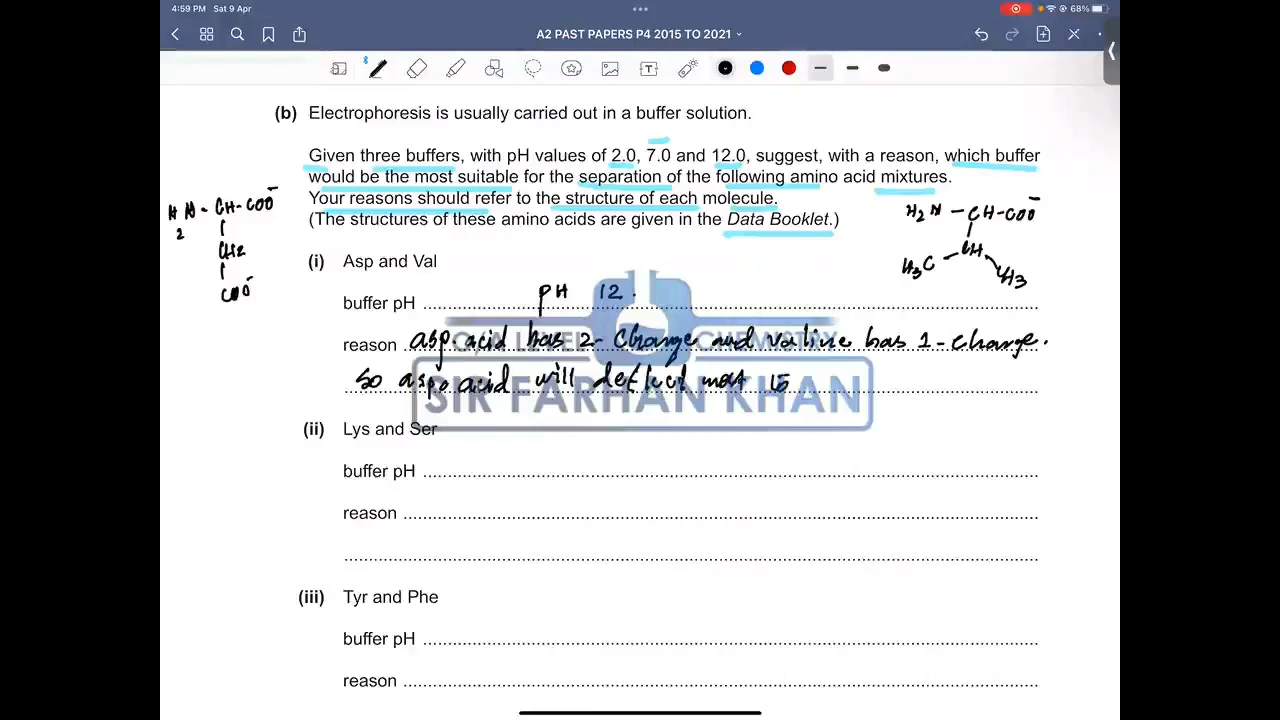 4:59 PM Sat 9 Apr
68%
A2 PAST PAPERS P4 2015 TO 2021
(b) Electrophoresis is usually carried out in a buffer solution.
Given three buffers, with pH values of 2.0, 7.0 and 12.0, suggest, with a reason, which buffer
would be the most suitable for the separation of the following amino acid mixtures.
Your reasons should refer to the structure of each molecule.
(The structures of these amino acids are given in the Data Booklet.)
H2N - CH - COO⁻
CH2
COO⁻
H2N - CH - COO⁻
CH
H3C CH3
(i) Asp and Val
buffer pH PH 12.
reason asp.acid has 2- charge and valine has 1- charge.
so aspo acid will deflect most
O/A LEVEL CHEMISTRY
SIR FARHAN KHAN
(ii) Lys and Ser
buffer pH
reason
(iii) Tyr and Phe
buffer pH
reason